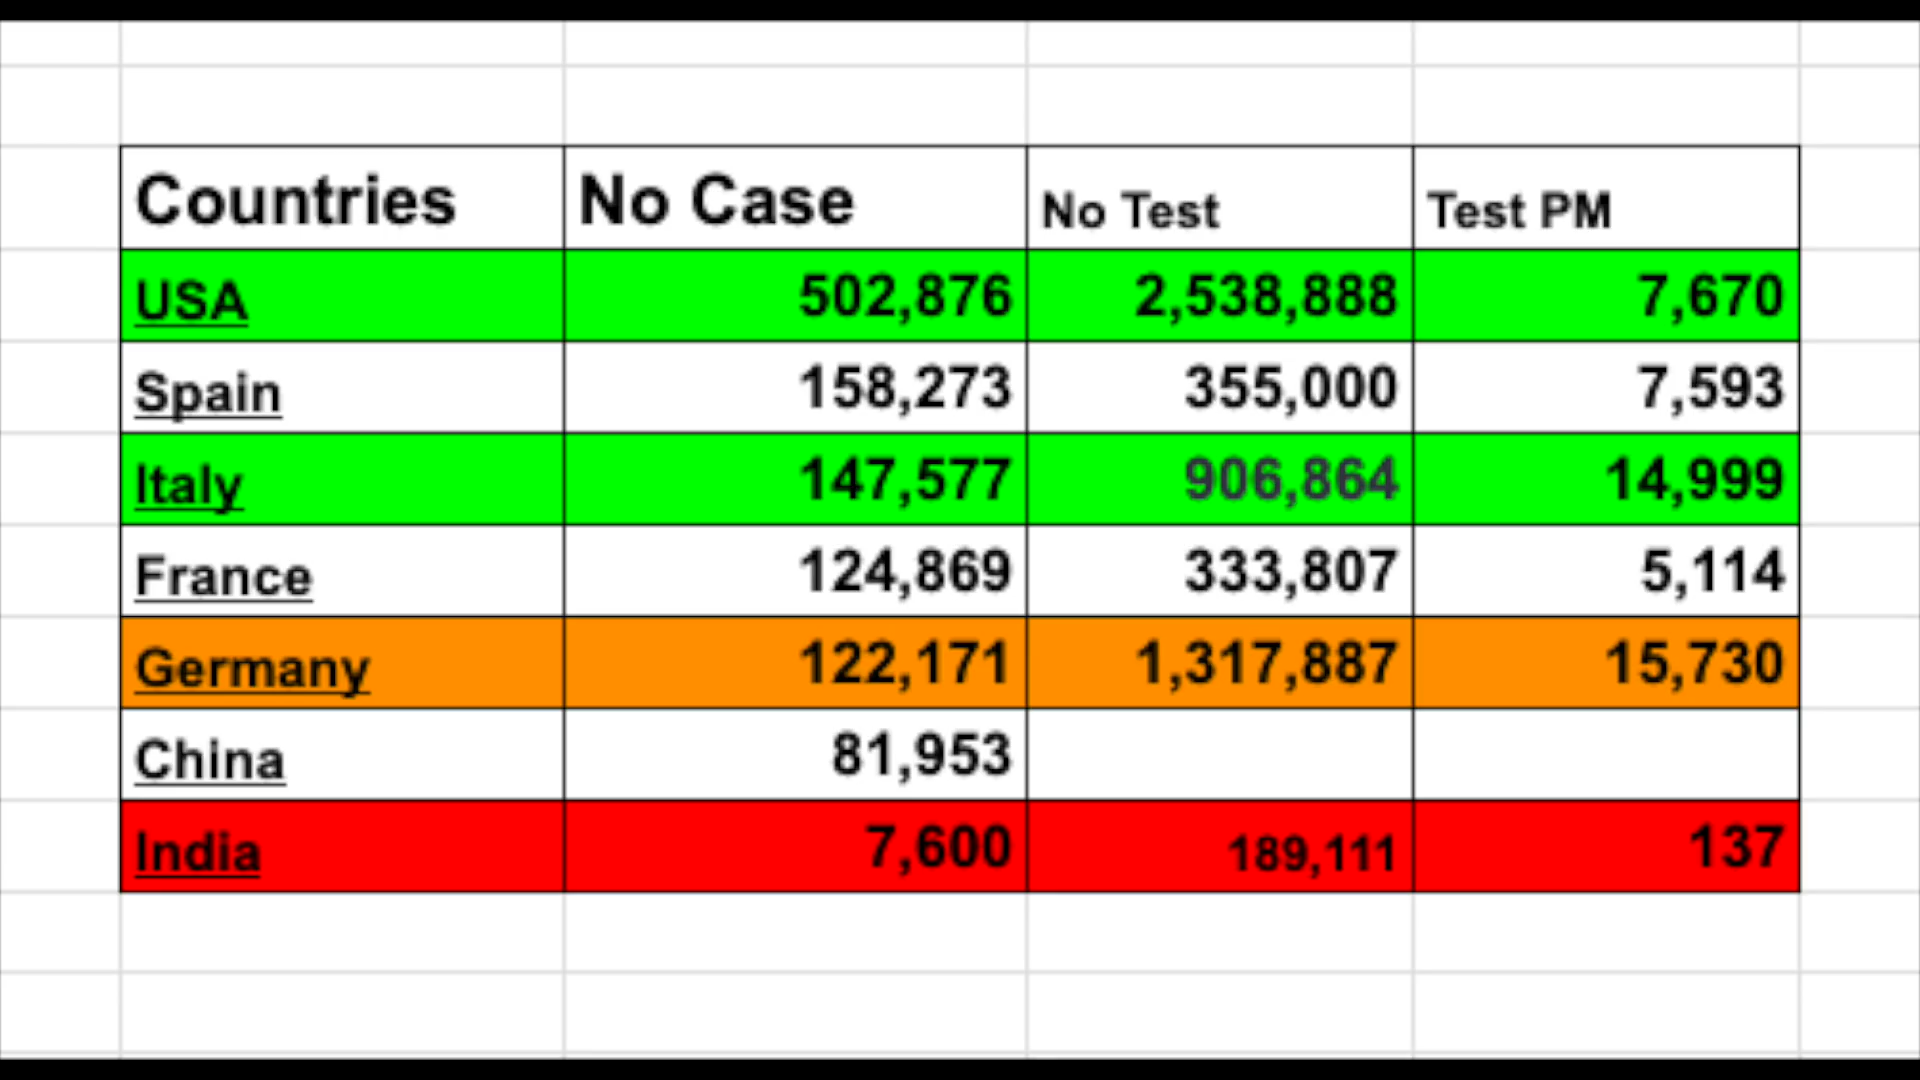 Countries No Case No Test Test PM
USA 502,876 2,538,888 7,670
Spain 158,273 355,000 7,593
Italy 147,577 906,864 14,999
France 124,869 333,807 5,114
Germany 122,171 1,317,887 15,730
China 81,953
India 7,600 189,111 137